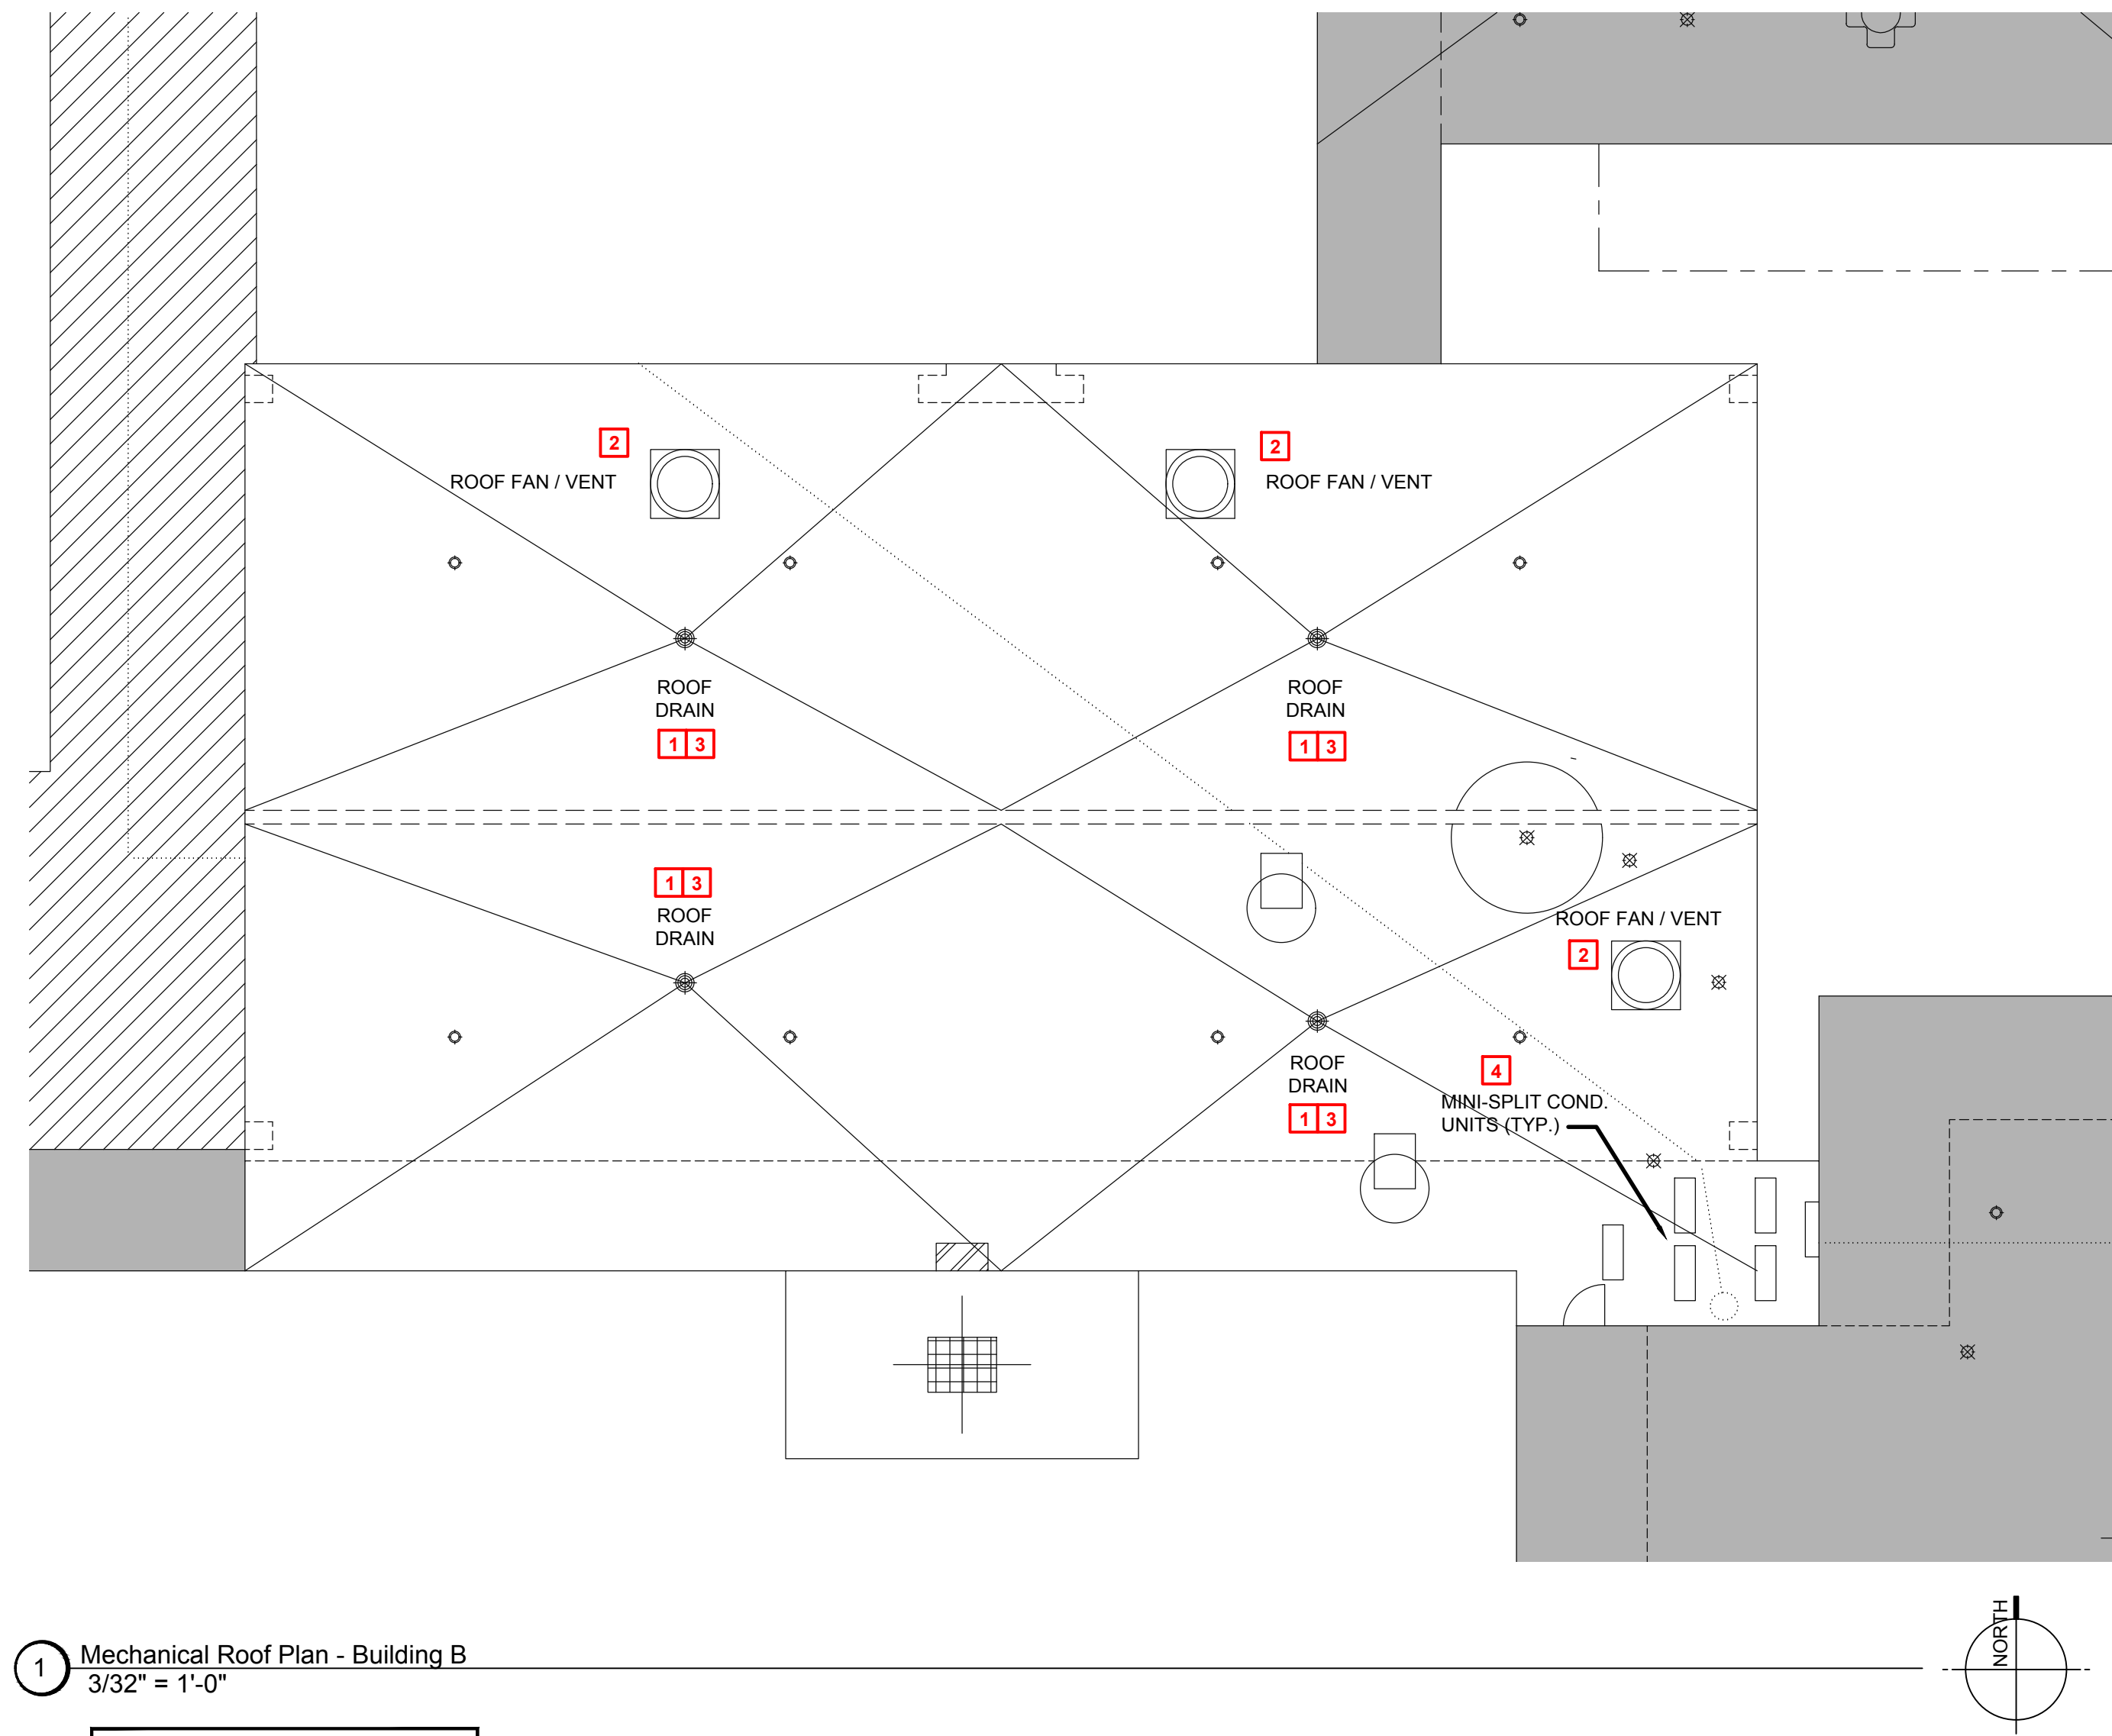 2
2
ROOF FAN / VENT
ROOF FAN / VENT
ROOF
DRAIN
1 3
ROOF
DRAIN
1 3
1 3
ROOF
DRAIN
ROOF FAN / VENT
2
ROOF
DRAIN
1 3
4
MINI-SPLIT COND.
UNITS (TYP.)
NORTH
1
Mechanical Roof Plan - Building B
3/32" = 1'-0"